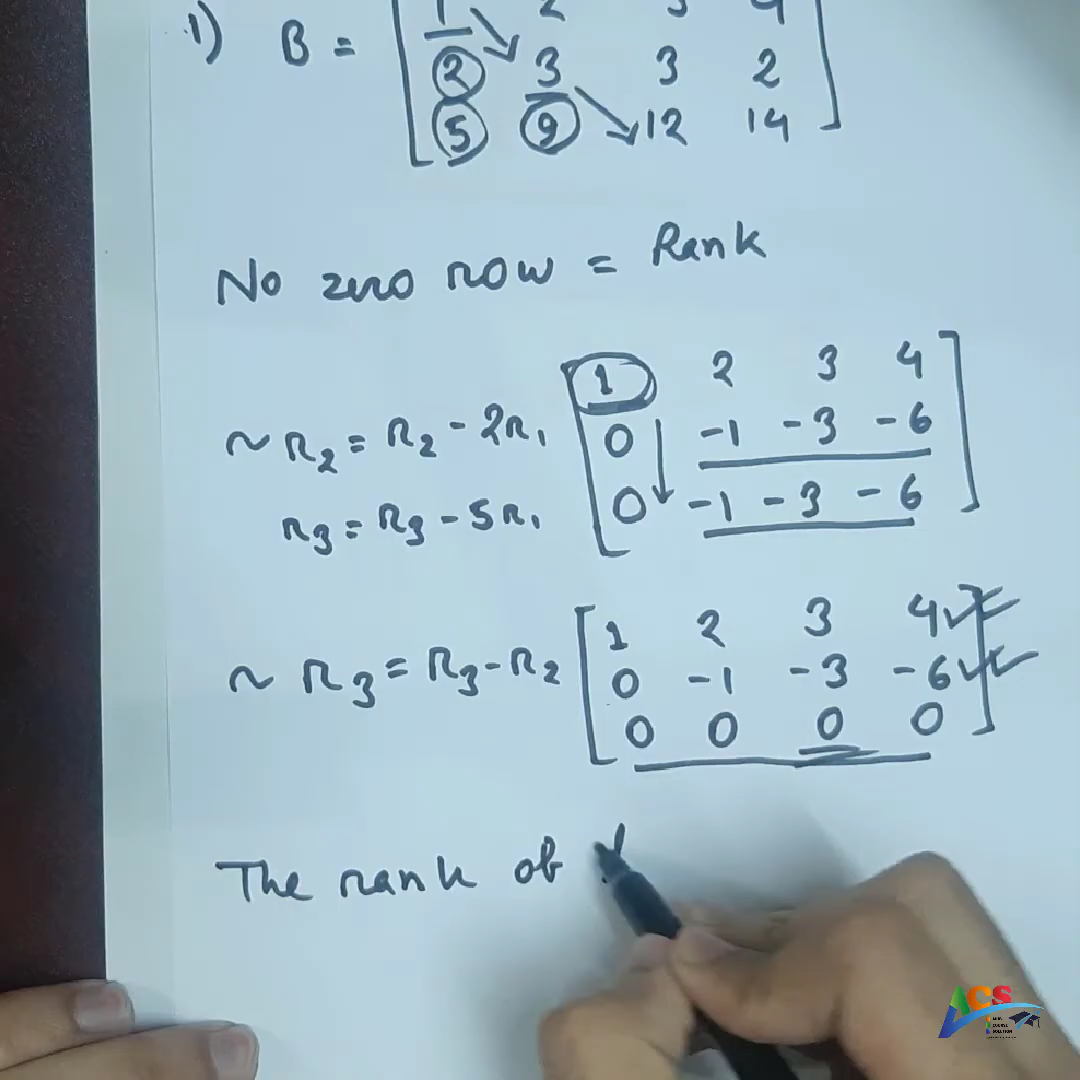 1) B = [ 1 2 3 4
2 3 3 2
5 9 12 14 ]
No zero row = Rank
~ R₂ = R₂ - 2R₁ [ 1 2 3 4
0 -1 -3 -6
R₃ = R₃ - 5R₁ 0 -1 -3 -6 ]
~ R₃ = R₃ - R₂ [ 1 2 3 4
0 -1 -3 -6
0 0 0 0 ]
The rank of
ACS